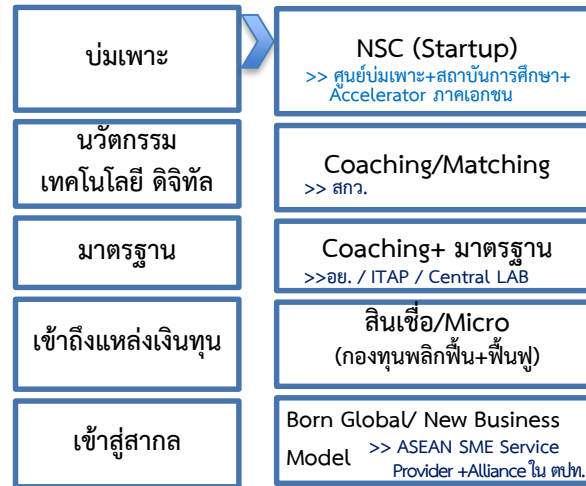 บ่มเพาะ
NSC (Startup)
>> ศูนย์บ่มเพาะ+สถาบันการศึกษา+
Accelerator ภาคเอกชน
นวัตกรรม
เทคโนโลยี ดิจิทัล
Coaching/Matching
>> สกว.
มาตรฐาน
Coaching+ มาตรฐาน
>>อย. / ITAP / Central LAB
เข้าถึงแหล่งเงินทุน
สินเชื่อ/Micro
(กองทุนพลิกฟื้น+ฟื้นฟู)
เข้าสู่สากล
Born Global/ New Business
Model >> ASEAN SME Service
Provider +Alliance ใน ตปท.